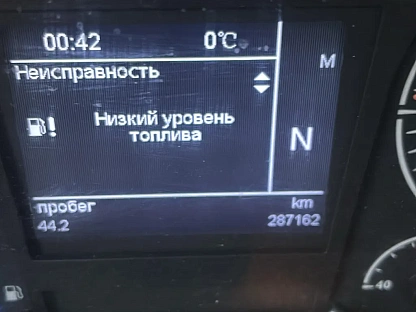 00:42 0°C
Неисправность
M
Низкий уровень
топлива
N
пробег km
44.2 287162
40